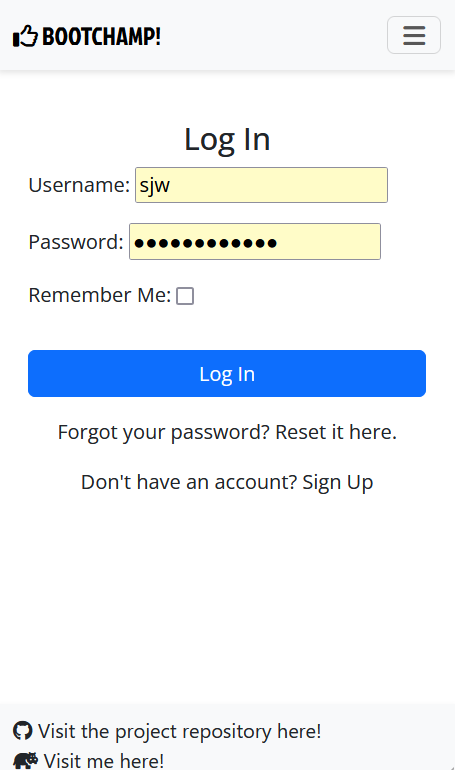 BOOTCHAMP!
Log In
Username: sjw
Password: ●●●●●●●●●●●●
Remember Me:
Log In
Forgot your password? Reset it here.
Don't have an account? Sign Up
Visit the project repository here!
Visit me here!